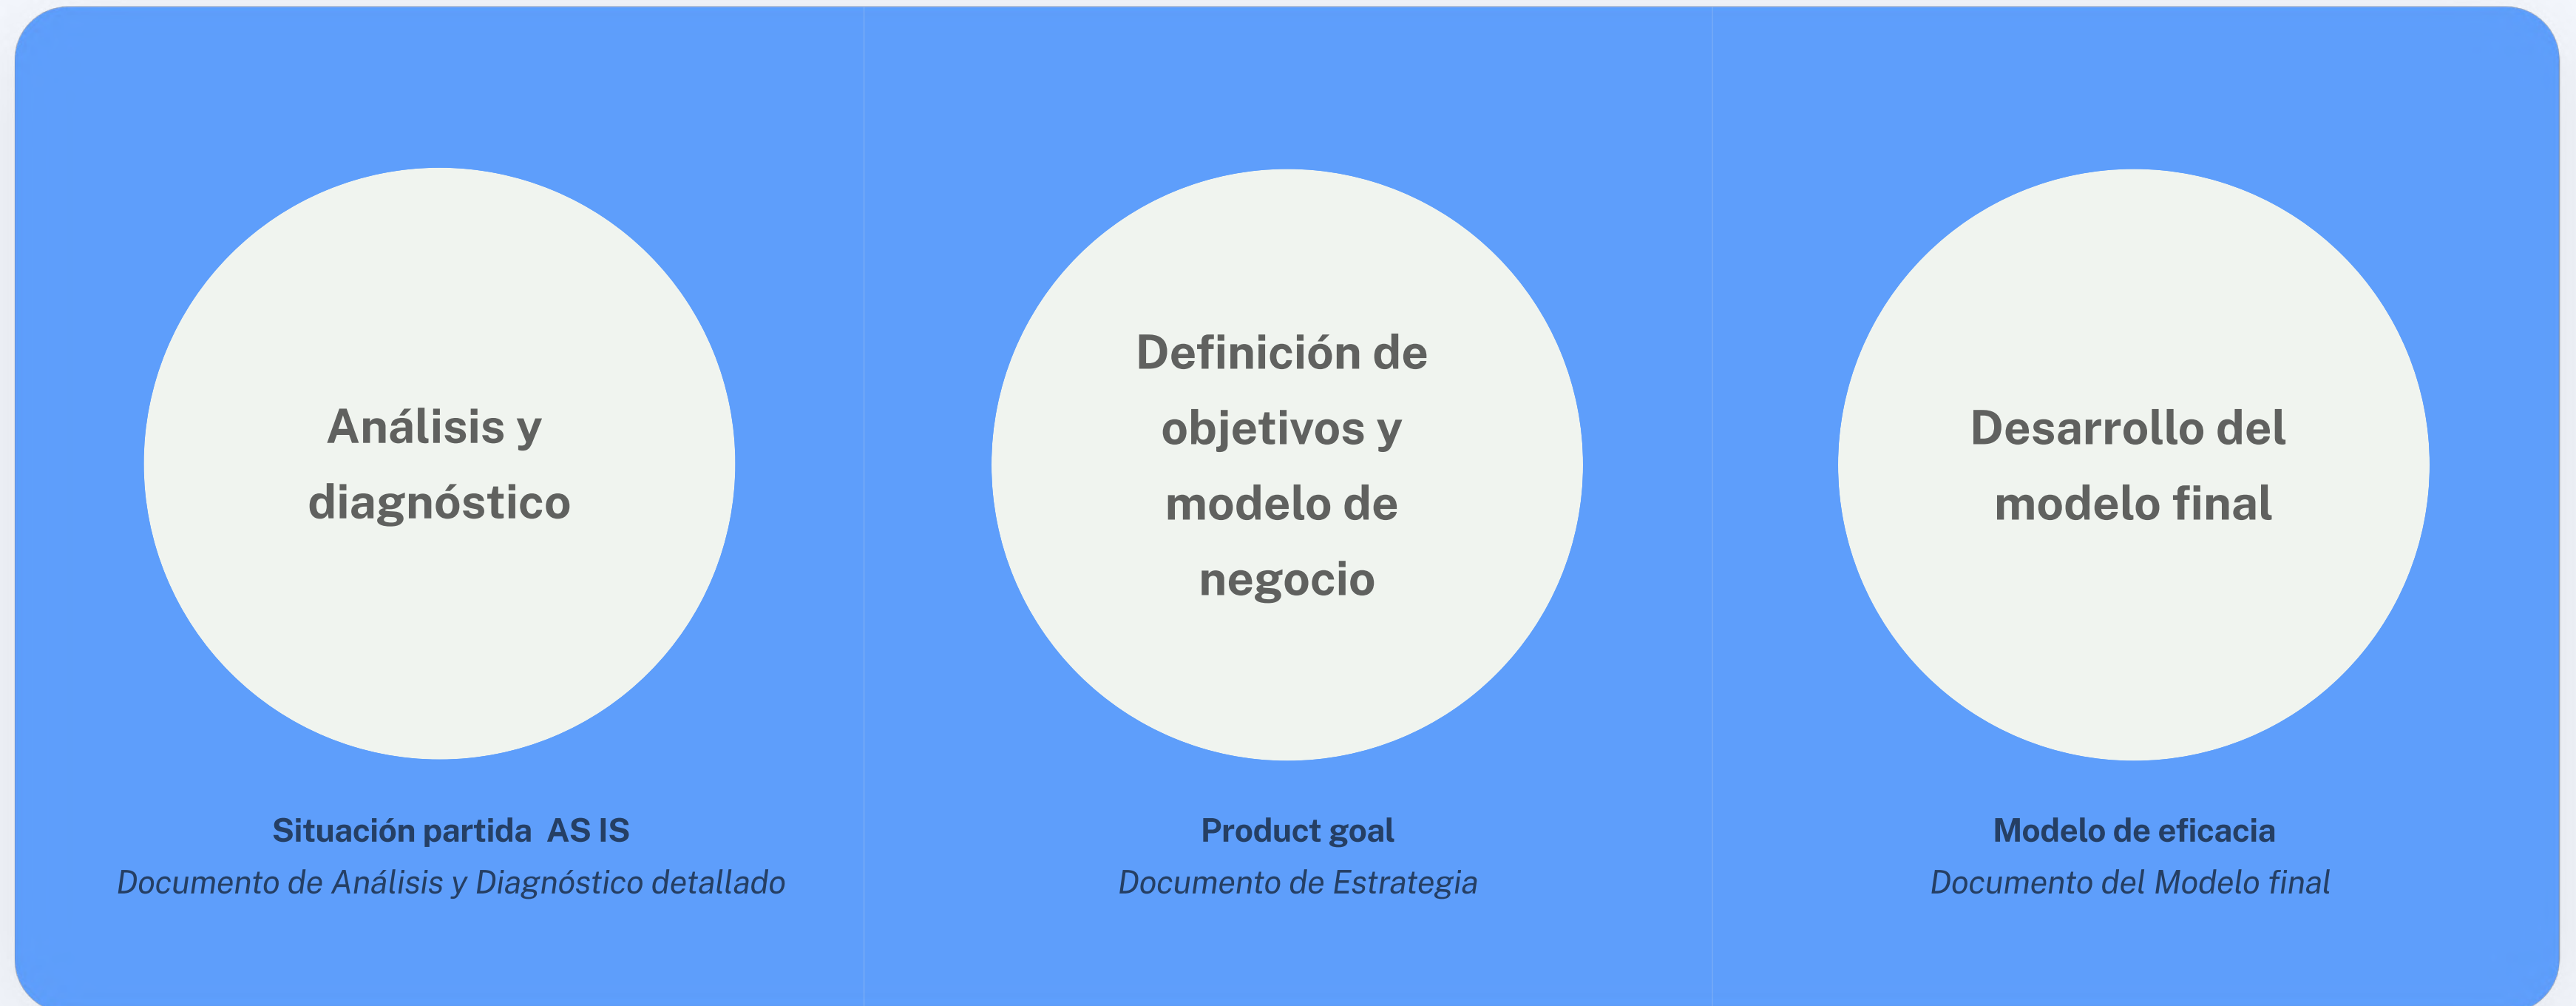 Análisis y
diagnóstico
Situación partida  AS IS
Documento de Análisis y Diagnóstico detallado
Definición de
objetivos y
modelo de
negocio
Product goal
Documento de Estrategia
Desarrollo del
modelo final
Modelo de eficacia
Documento del Modelo final